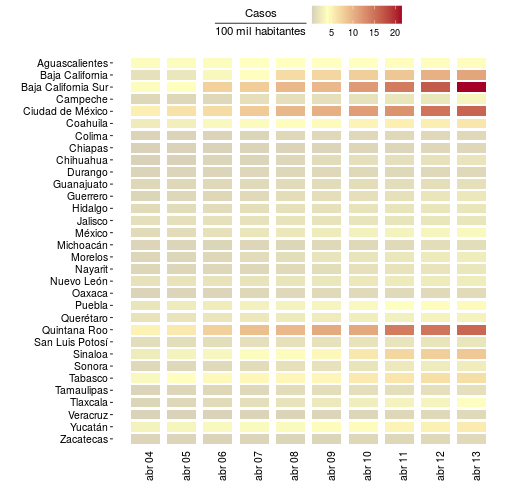 Casos
100 mil habitantes
5 10 15 20
Aguascalientes
Baja California
Baja California Sur
Campeche
Ciudad de México
Coahuila
Colima
Chiapas
Chihuahua
Durango
Guanajuato
Guerrero
Hidalgo
Jalisco
México
Michoacán
Morelos
Nayarit
Nuevo León
Oaxaca
Puebla
Querétaro
Quintana Roo
San Luis Potosí
Sinaloa
Sonora
Tabasco
Tamaulipas
Tlaxcala
Veracruz
Yucatán
Zacatecas
abr 04
abr 05
abr 06
abr 07
abr 08
abr 09
abr 10
abr 11
abr 12
abr 13